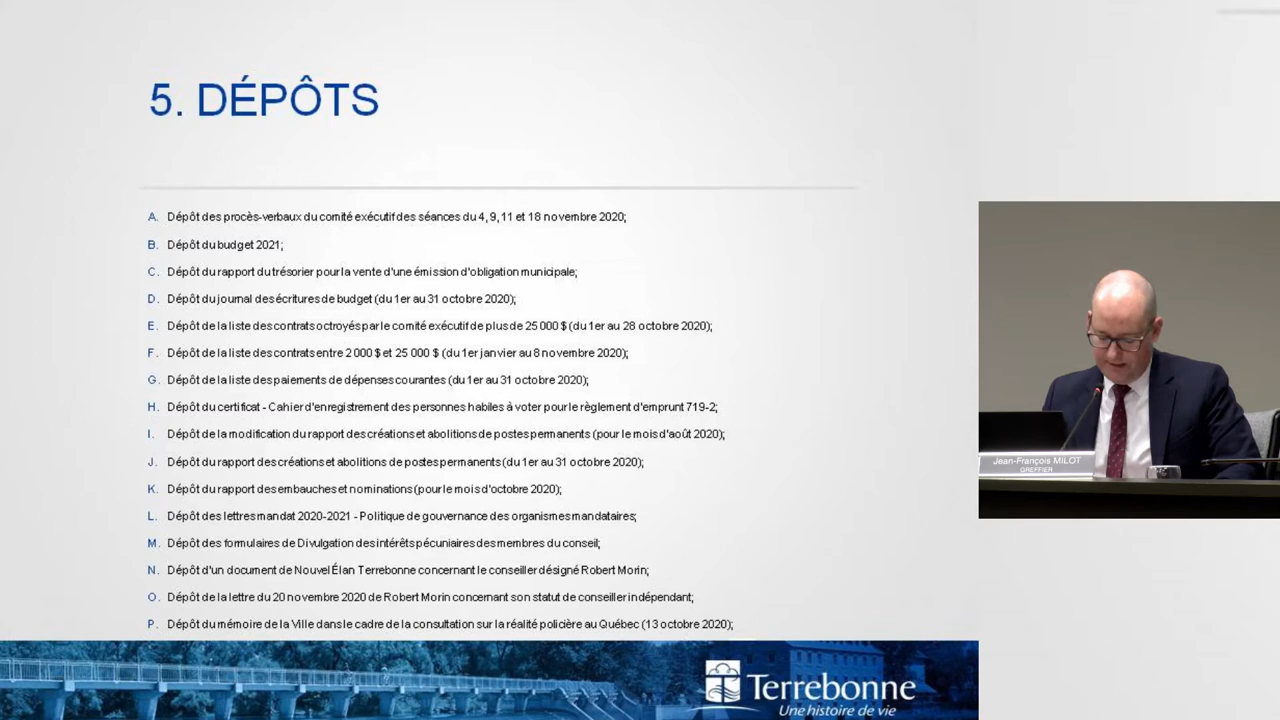 5. DÉPÔTS
A. Dépôt des procès-verbaux du comité exécutif des séances du 4, 9, 11 et 18 novembre 2020;
B. Dépôt du budget 2021;
C. Dépôt du rapport du trésorier pour la vente d'une émission d'obligation municipale;
D. Dépôt du journal des écritures de budget (du 1er au 31 octobre 2020);
E. Dépôt de la liste des contrats octroyés par le comité exécutif de plus de 25 000 $ (du 1er au 28 octobre 2020);
F. Dépôt de la liste des contrats entre 2 000 $ et 25 000 $ (du 1er janvier au 8 novembre 2020);
G. Dépôt de la liste des paiements de dépenses courantes (du 1er au 31 octobre 2020);
H. Dépôt du certificat - Cahier d'enregistrement des personnes habiles à voter pour le règlement d'emprunt 719-2;
I. Dépôt de la modification du rapport des créations et abolitions de postes permanents (pour le mois d'août 2020);
J. Dépôt du rapport des créations et abolitions de postes permanents (du 1er au 31 octobre 2020);
K. Dépôt du rapport des embauches et nominations (pour le mois d'octobre 2020);
L. Dépôt des lettres mandat 2020-2021 - Politique de gouvernance des organismes mandataires;
M. Dépôt des formulaires de Divulgation des intérêts pécuniaires des membres du conseil;
N. Dépôt d'un document de Nouvel Élan Terrebonne concernant le conseiller désigné Robert Morin;
O. Dépôt de la lettre du 20 novembre 2020 de Robert Morin concernant son statut de conseiller indépendant;
P. Dépôt du mémoire de la Ville dans le cadre de la consultation sur la réalité policière au Québec (13 octobre 2020);
Jean-François MILOT
GREFFIER
Terrebonne
Une histoire de vie